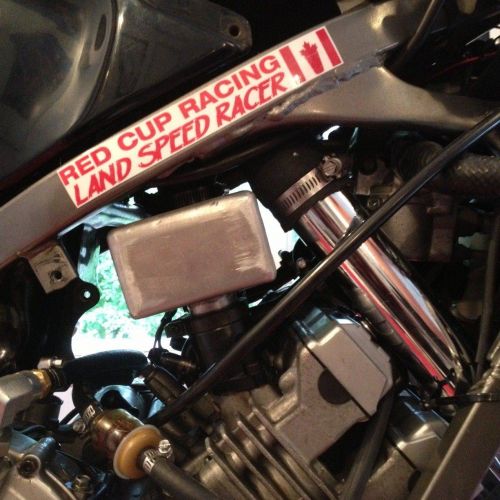 RED CUP RACING
LAND SPEED RACER